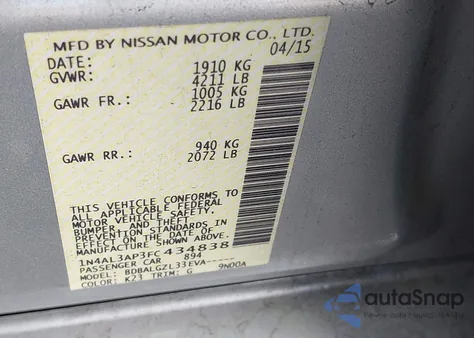 MFD BY NISSAN MOTOR CO., LTD.
DATE: 04/15
GVWR: 1910 KG
4211 LB
GAWR FR.: 1005 KG
2216 LB
GAWR RR.: 940 KG
2072 LB
THIS VEHICLE CONFORMS TO
ALL APPLICABLE FEDERAL
MOTOR VEHICLE SAFETY,
BUMPER, AND THEFT
PREVENTION STANDARDS IN
EFFECT ON THE DATE OF
MANUFACTURE SHOWN ABOVE.
1N4AL3AP3FC434838
PASSENGER CAR 894
MODEL: BDBALGZL33EVA-----
COLOR: K23 TRIM: G 9N00A
autoSnap